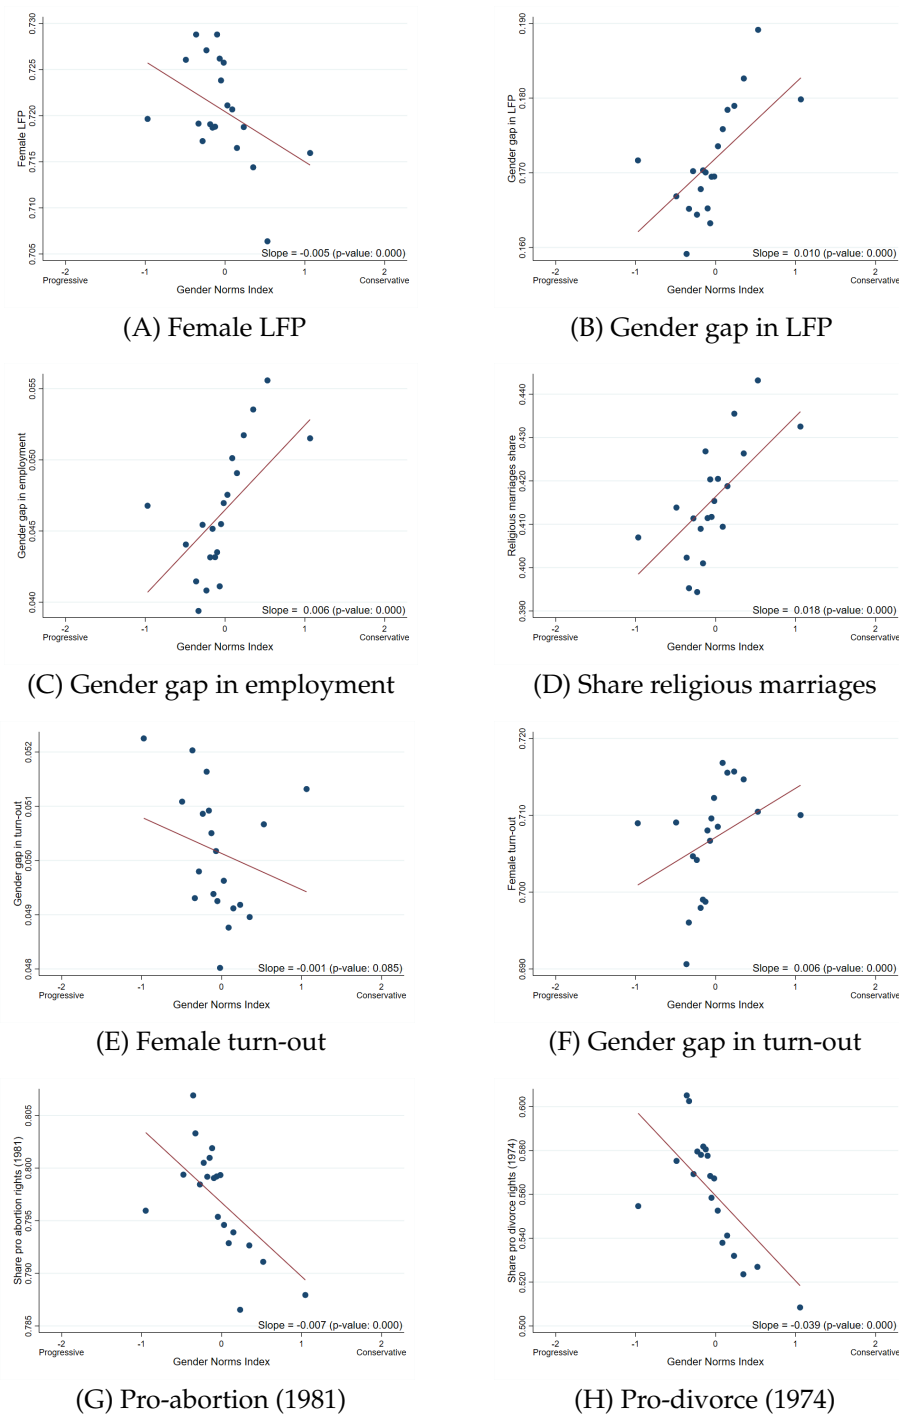 0.730
0.725
0.720
0.715
0.710
0.705
Female LFP
Slope = -0.005 (p-value: 0.000)
-2 -1 0 1 2
Progressive Conservative
Gender Norms Index
(A) Female LFP
0.190
0.180
0.170
0.160
Gender gap in LFP
Slope = 0.010 (p-value: 0.000)
-2 -1 0 1 2
Progressive Conservative
Gender Norms Index
(B) Gender gap in LFP
0.055
0.050
0.045
0.040
Gender gap in employment
Slope = 0.006 (p-value: 0.000)
-2 -1 0 1 2
Progressive Conservative
Gender Norms Index
(C) Gender gap in employment
0.440
0.430
0.420
0.410
0.400
0.390
Religious marriages share
Slope = 0.018 (p-value: 0.000)
-2 -1 0 1 2
Progressive Conservative
Gender Norms Index
(D) Share religious marriages
0.052
0.051
0.050
0.049
0.048
Gender gap in turn-out
Slope = -0.001 (p-value: 0.085)
-2 -1 0 1 2
Progressive Conservative
Gender Norms Index
(E) Female turn-out
0.720
0.710
0.700
0.690
Female turn-out
Slope = 0.006 (p-value: 0.000)
-2 -1 0 1 2
Progressive Conservative
Gender Norms Index
(F) Gender gap in turn-out
0.805
0.800
0.795
0.790
0.785
Share pro abortion rights (1981)
Slope = -0.007 (p-value: 0.000)
-2 -1 0 1 2
Progressive Conservative
Gender Norms Index
(G) Pro-abortion (1981)
0.600
0.580
0.560
0.540
0.520
0.500
Share pro divorce rights (1974)
Slope = -0.039 (p-value: 0.000)
-2 -1 0 1 2
Progressive Conservative
Gender Norms Index
(H) Pro-divorce (1974)